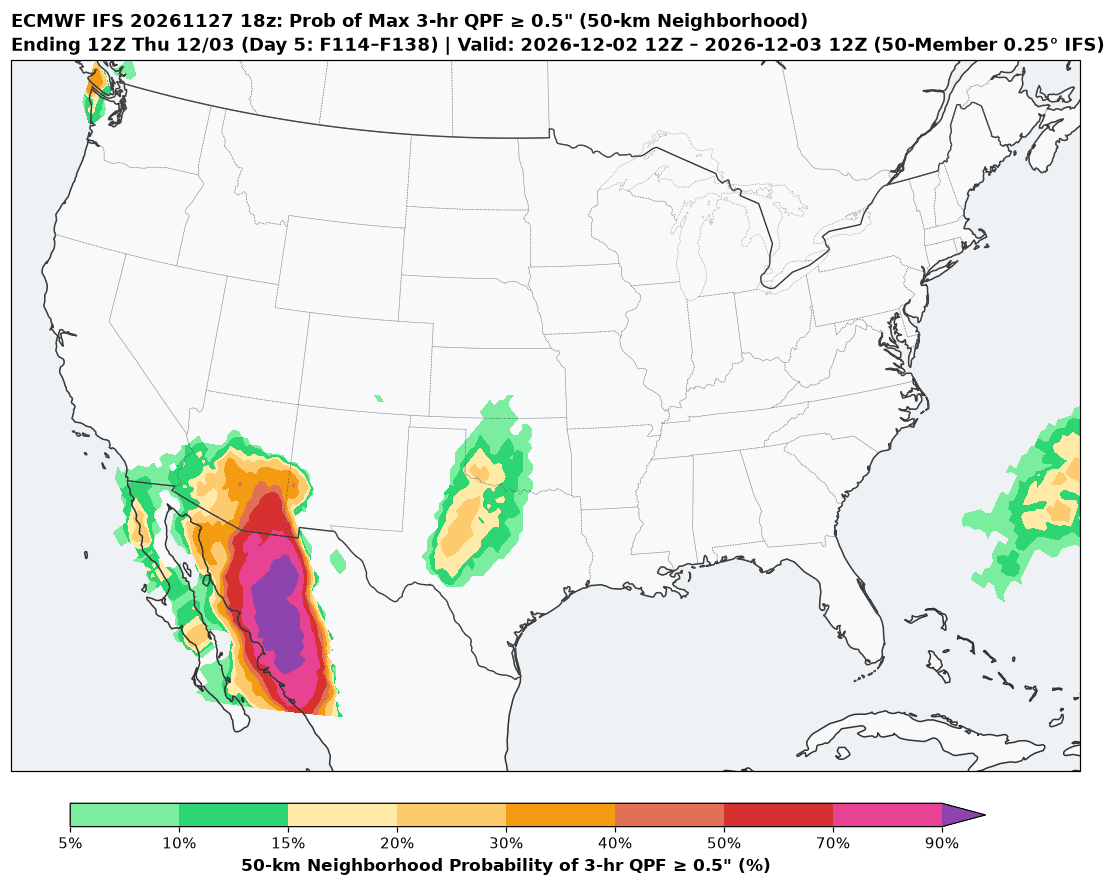 ECMWF IFS 20261127 18z: Prob of Max 3-hr QPF ≥ 0.5" (50-km Neighborhood)
Ending 12Z Thu 12/03 (Day 5: F114–F138) | Valid: 2026-12-02 12Z – 2026-12-03 12Z (50-Member 0.25° IFS)
5% 10% 15% 20% 30% 40% 50% 70% 90%
50-km Neighborhood Probability of 3-hr QPF ≥ 0.5" (%)